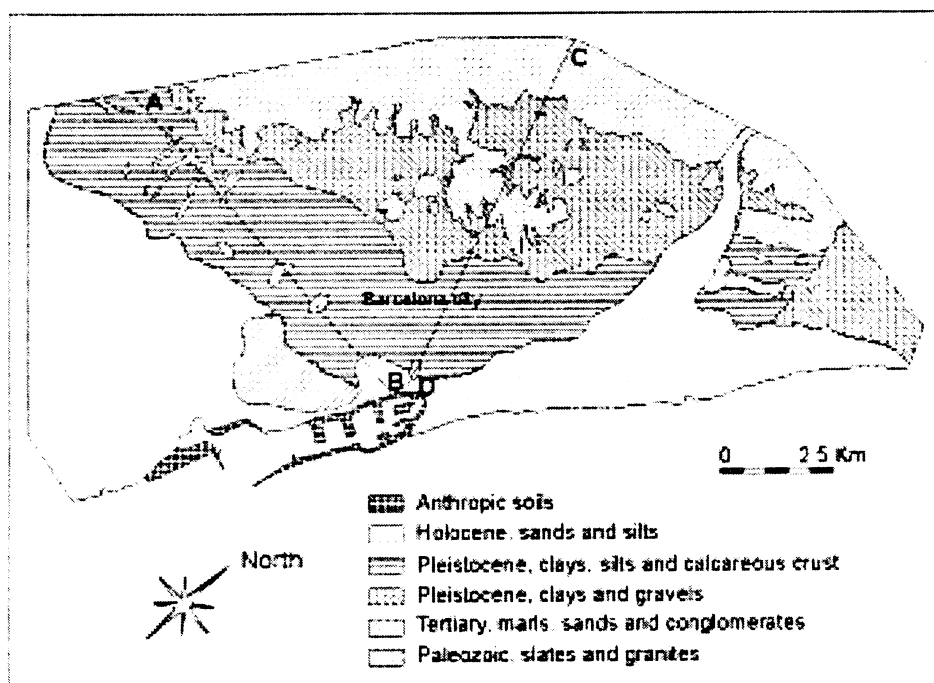 C
A
Barcelona city
B D
0 2.5 Km
Anthropic soils
Holocene, sands and silts
North
Pleistocene, clays, silts and calcareous crust
Pleistocene, clays and gravels
Tertiary, marls, sands and conglomerates
Paleozoic, slates and granites